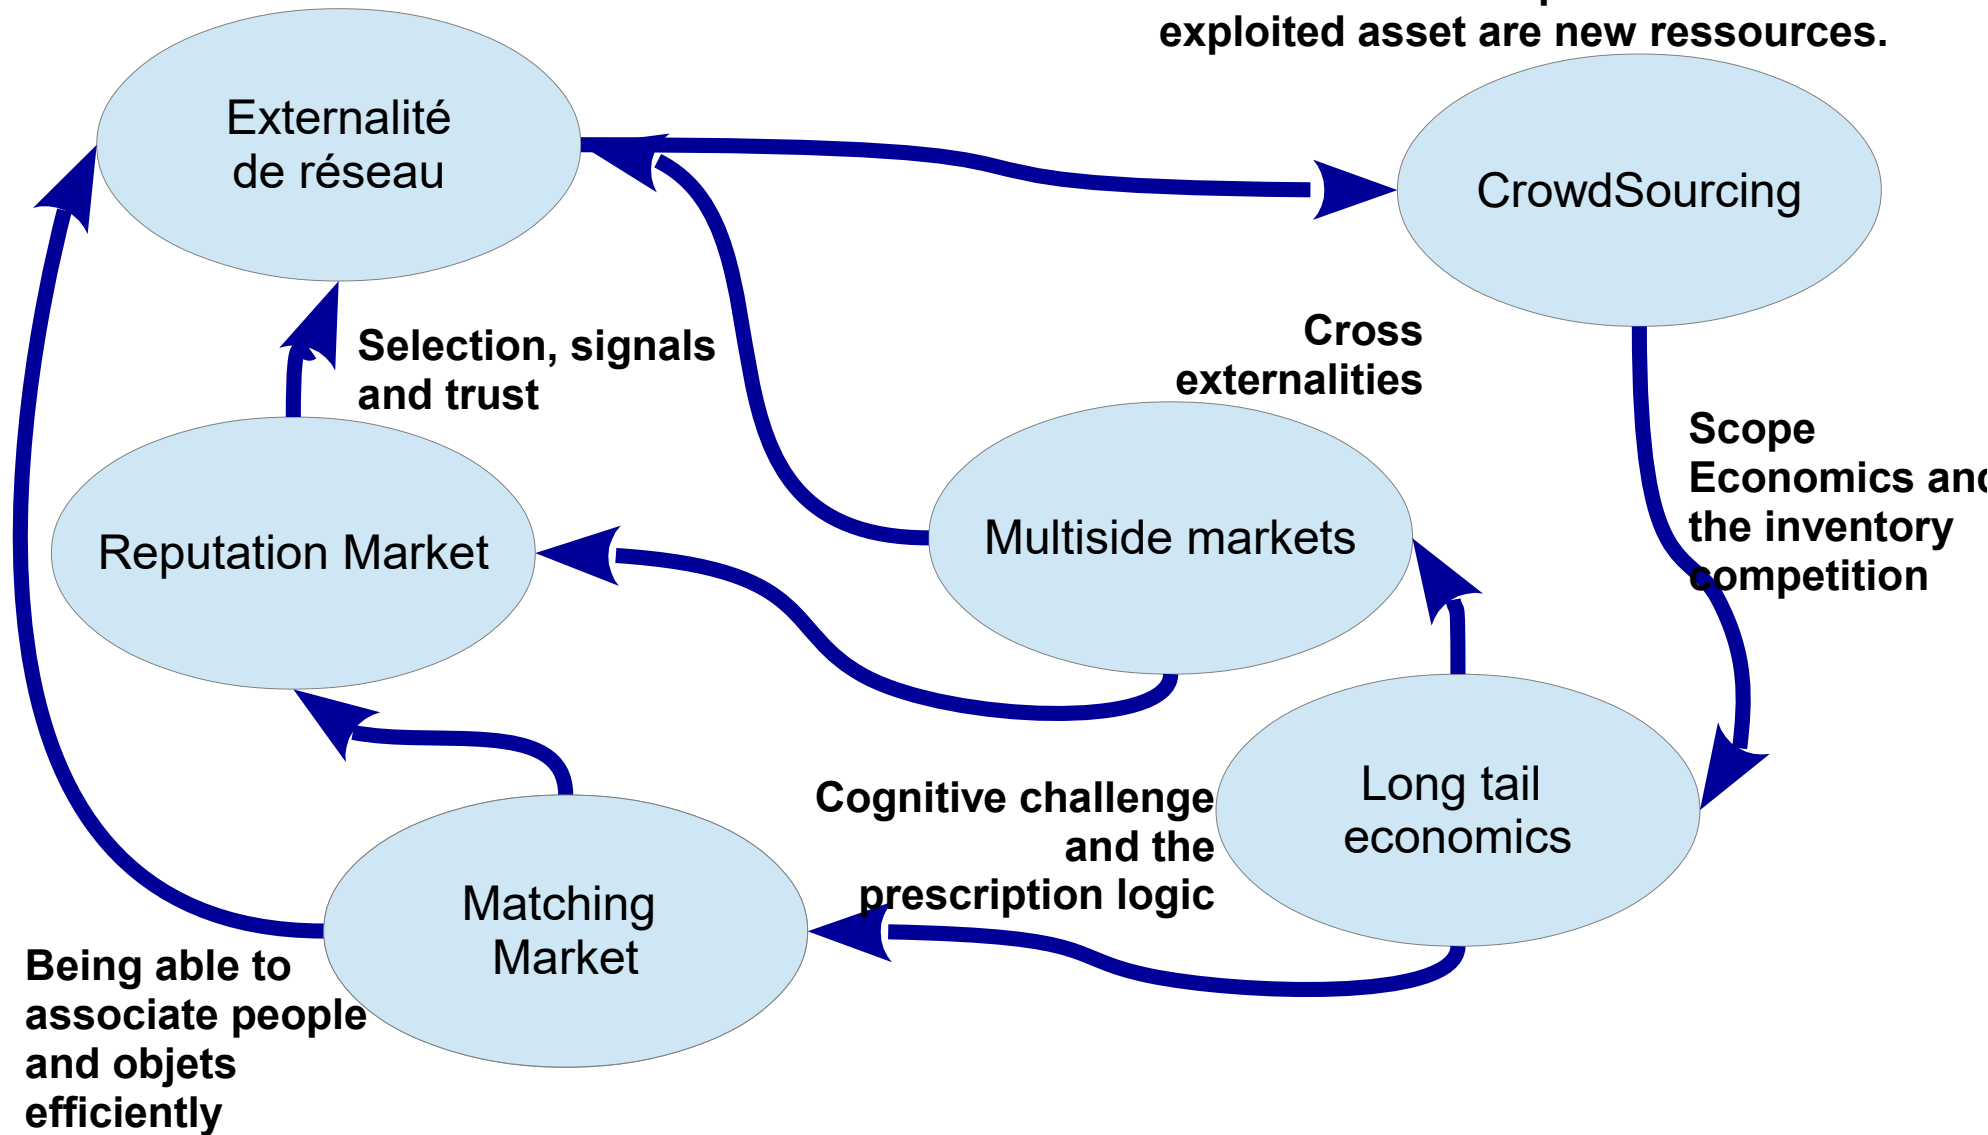 exploited asset are new ressources.
Externalité
de réseau
CrowdSourcing
Selection, signals
and trust
Cross
externalities
Scope
Economics and
the inventory
competition
Reputation Market
Multiside markets
Long tail
economics
Cognitive challenge
and the
prescription logic
Matching
Market
Being able to
associate people
and objets
efficiently